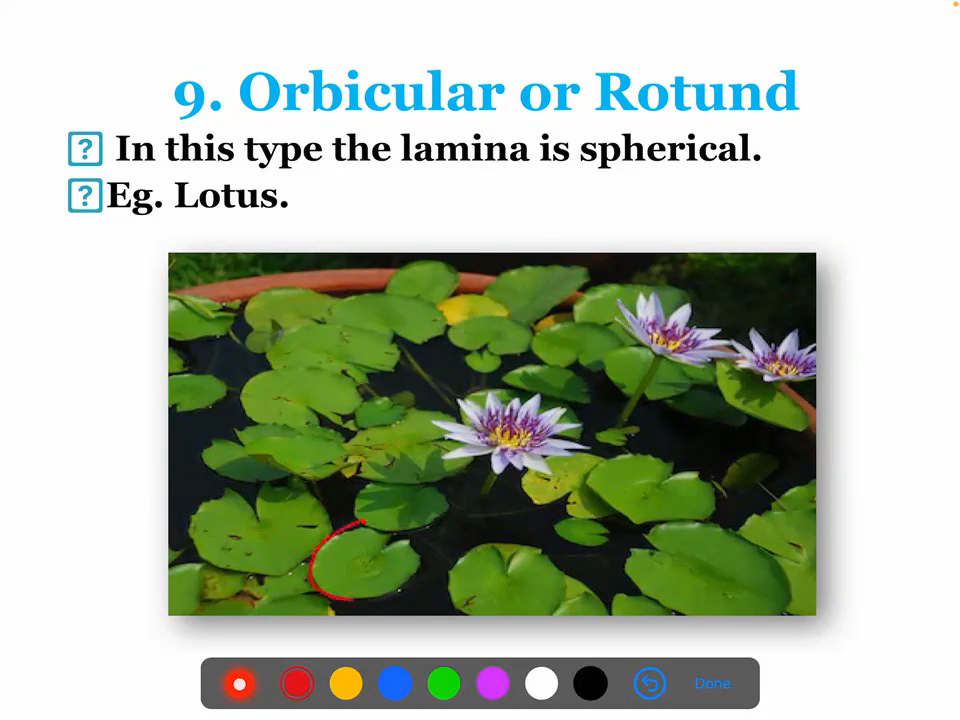 9. Orbicular or Rotund
In this type the lamina is spherical.
Eg. Lotus.
Done